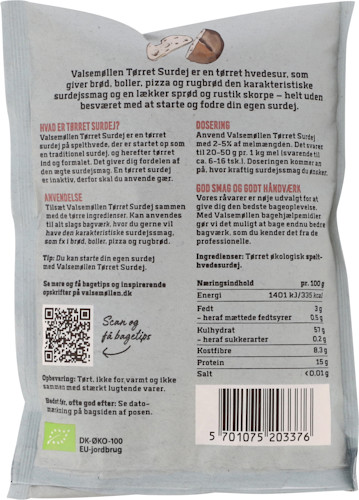 Valsemøllen Tørret Surdej er en tørret hvedesur, som
giver brød, boller, pizza og rugbrød den karakteristiske
surdejssmag og en lækker sprød og rustik skorpe – helt uden
besværet med at starte og fodre din egen surdej.
HVAD ER TØRRET SURDEJ?
Valsemøllen Tørret Surdej er en tørret
surdej på spelthvede, der er startet op som
en traditionel surdej, og herefter tørret
ind og formalet. Det giver dig fordelen af
den ægte surdejsmag. En tørret surdej er
inaktiv, derfor skal du anvende gær.
ANVENDELSE
Tilsæt Valsemøllen Tørret Surdej sammen
med de tørre ingredienser. Kan anvendes
til alt slags bagværk, hvor du gerne vil
have den karakteristiske surdejssmag,
som fx i brød, boller, pizza og rugbrød.
Tip: Du kan starte din egen surdej
med Valsemøllen Tørret Surdej.
Se mere og få bagetips og inspirerende
opskrifter på valsemollen.dk
Scan og
få bagetips
Opbevaring: Tørt, ikke for varmt og ikke
sammen med stærkt lugtende varer.
Bedst før, ofte god efter: Se dato-
mærkning på bagsiden af posen.
DK-ØKO-100
EU-jordbrug
DOSERING
Anvend Valsemøllen Tørret Surdej
med 2–5% af melmængden. Det svarer
til 20-50 g pr. 1 kg mel (svarende til
ca. 6-16 tsk.). Doseringen kommer an
på, hvor kraftig surdejssmag du ønsker.
GOD SMAG OG GODT HÅNDVÆRK
Vores råvarer er nøje udvalgt for at
give dig den bedste bageoplevelse.
Med Valsemøllen bagehjælpemidler
gør vi det muligt at bage endnu bedre
bagværk, som du kender det fra de
professionelle.
Ingredienser: Tørret økologisk spelt-
hvedesurdej.
Næringsindhold pr. 100 g
Energi 1401 kJ/335 kcal
Fedt 3 g
– heraf mættede fedtsyrer 0.5 g
Kulhydrat 57 g
– heraf sukkerarter 0.2 g
Kostfibre 8.3 g
Protein 15 g
Salt <0.01 g
5 701075 203376